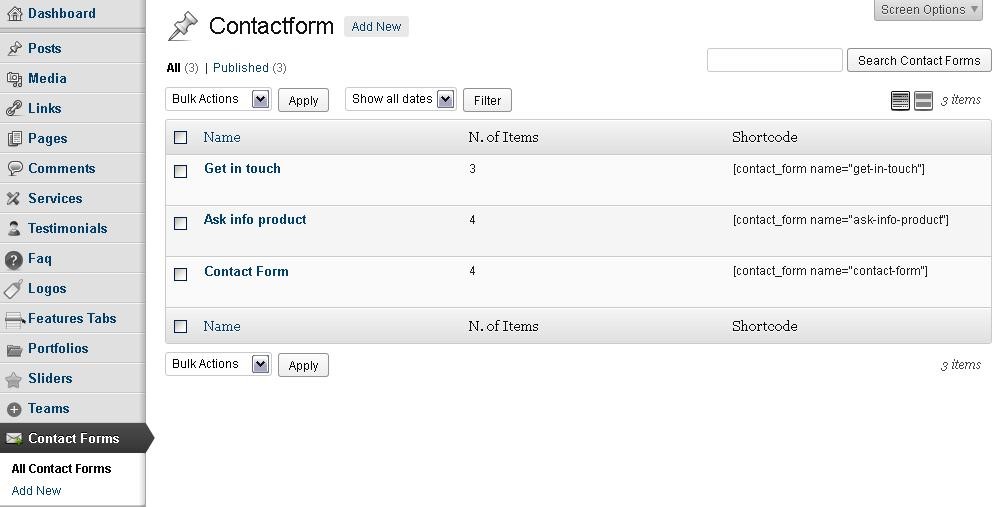 Dashboard
Posts
Media
Links
Pages
Comments
Services
Testimonials
Faq
Logos
Features Tabs
Portfolios
Sliders
Teams
Contact Forms
All Contact Forms
Add New
Screen Options
Contactform Add New
All (3) | Published (3)
Search Contact Forms
Bulk Actions Apply Show all dates Filter 3 items
Name N. of Items Shortcode
Get in touch 3 [contact_form name="get-in-touch"]
Ask info product 4 [contact_form name="ask-info-product"]
Contact Form 4 [contact_form name="contact-form"]
Name N. of Items Shortcode
Bulk Actions Apply 3 items